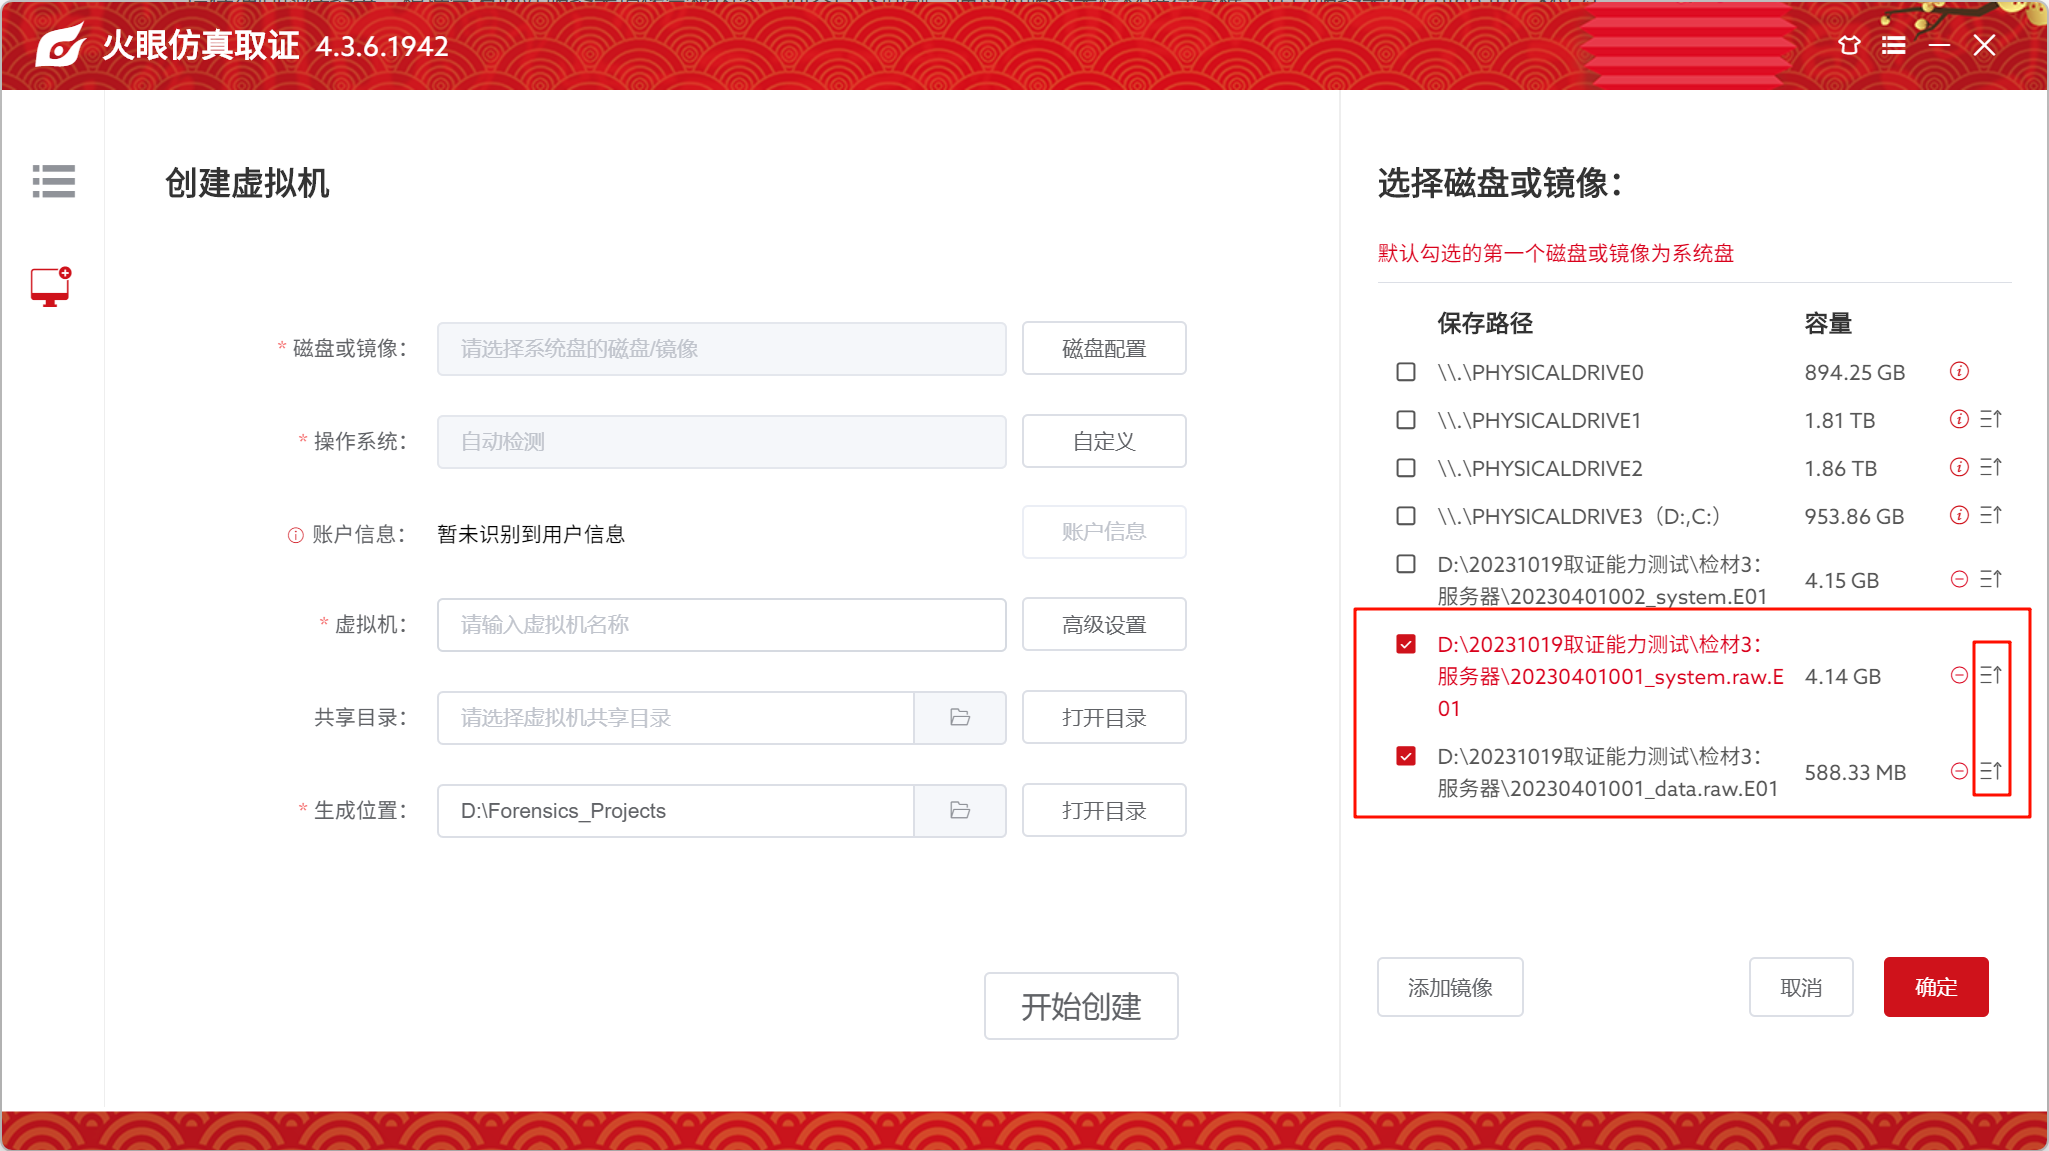 火眼仿真取证 4.3.6.1942
创建虚拟机
* 磁盘或镜像：
请选择系统盘的磁盘/镜像
磁盘配置
* 操作系统：
自动检测
自定义
账户信息：
暂未识别到用户信息
账户信息
* 虚拟机：
请输入虚拟机名称
高级设置
共享目录：
请选择虚拟机共享目录
打开目录
* 生成位置：
D:\Forensics_Projects
打开目录
开始创建
选择磁盘或镜像：
默认勾选的第一个磁盘或镜像为系统盘
保存路径 容量
\\.\PHYSICALDRIVE0 894.25 GB
\\.\PHYSICALDRIVE1 1.81 TB
\\.\PHYSICALDRIVE2 1.86 TB
\\.\PHYSICALDRIVE3（D:,C:） 953.86 GB
D:\20231019取证能力测试\检材3：
服务器\20230401002_system.E01
4.15 GB
D:\20231019取证能力测试\检材3：
服务器\20230401001_system.raw.E
01
4.14 GB
D:\20231019取证能力测试\检材3：
服务器\20230401001_data.raw.E01
588.33 MB
添加镜像
取消
确定